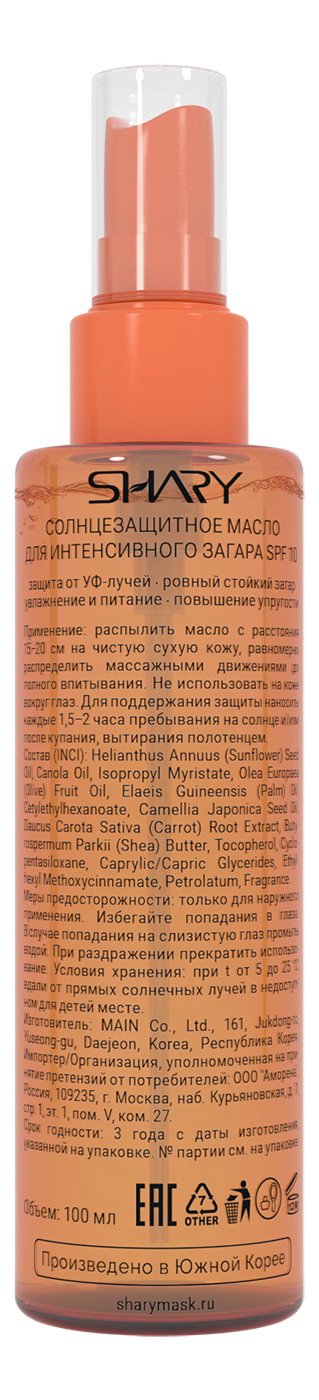 SHARY
СОЛНЦЕЗАЩИТНОЕ МАСЛО
ДЛЯ ИНТЕНСИВНОГО ЗАГАРА SPF 10
защита от УФ-лучей · ровный стойкий загар
увлажнение и питание · повышение упругости
Применение: распылить масло с расстояния
15-20 см на чистую сухую кожу, равномерно
распределить массажными движениями до
полного впитывания. Не использовать на коже
вокруг глаз. Для поддержания защиты наносить
каждые 1,5–2 часа пребывания на солнце и/или
после купания, вытирания полотенцем.
Состав (INCI): Helianthus Annuus (Sunflower) Seed
Oil, Canola Oil, Isopropyl Myristate, Olea Europaea
(Olive) Fruit Oil, Elaeis Guineensis (Palm) Oil,
Cetylethylhexanoate, Camellia Japonica Seed Oil,
Daucus Carota Sativa (Carrot) Root Extract, Buty-
rospermum Parkii (Shea) Butter, Tocopherol, Cyclo-
pentasiloxane, Caprylic/Capric Glycerides, Ethyl-
hexyl Methoxycinnamate, Petrolatum, Fragrance.
Меры предосторожности: только для наружного
применения. Избегайте попадания в глаза.
В случае попадания на слизистую глаз промыть
водой. При раздражении прекратить использо-
вание. Условия хранения: при t от 5 до 25 °C
вдали от прямых солнечных лучей в недоступ-
ном для детей месте.
Изготовитель: MAIN Co., Ltd., 161, Jukdong-ro,
Yuseong-gu, Daejeon, Korea, Республика Корея.
Импортер/Организация, уполномоченная на при-
нятие претензий от потребителей: ООО "Аморена,
Россия, 109235, г. Москва, наб. Курьяновская, д. 1,
стр. 1, эт. 1, пом. V, ком. 27.
Срок годности: 3 года с даты изготовления,
указанной на упаковке. № партии см. на упаковке.
Объем: 100 мл
EAC
7
OTHER
12 M
Произведено в Южной Корее
sharymask.ru